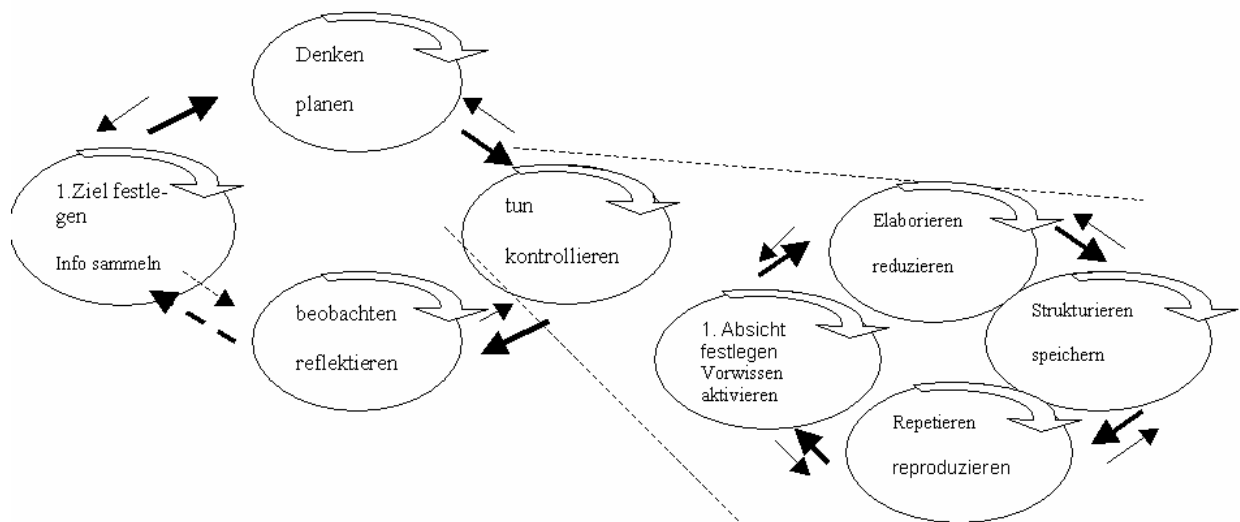 Denken
planen
1.Ziel festle-
gen
Info sammeln
tun
kontrollieren
beobachten
reflektieren
Elaborieren
reduzieren
1. Absicht
festlegen
Vorwissen
aktivieren
Strukturieren
speichern
Repetieren
reproduzieren